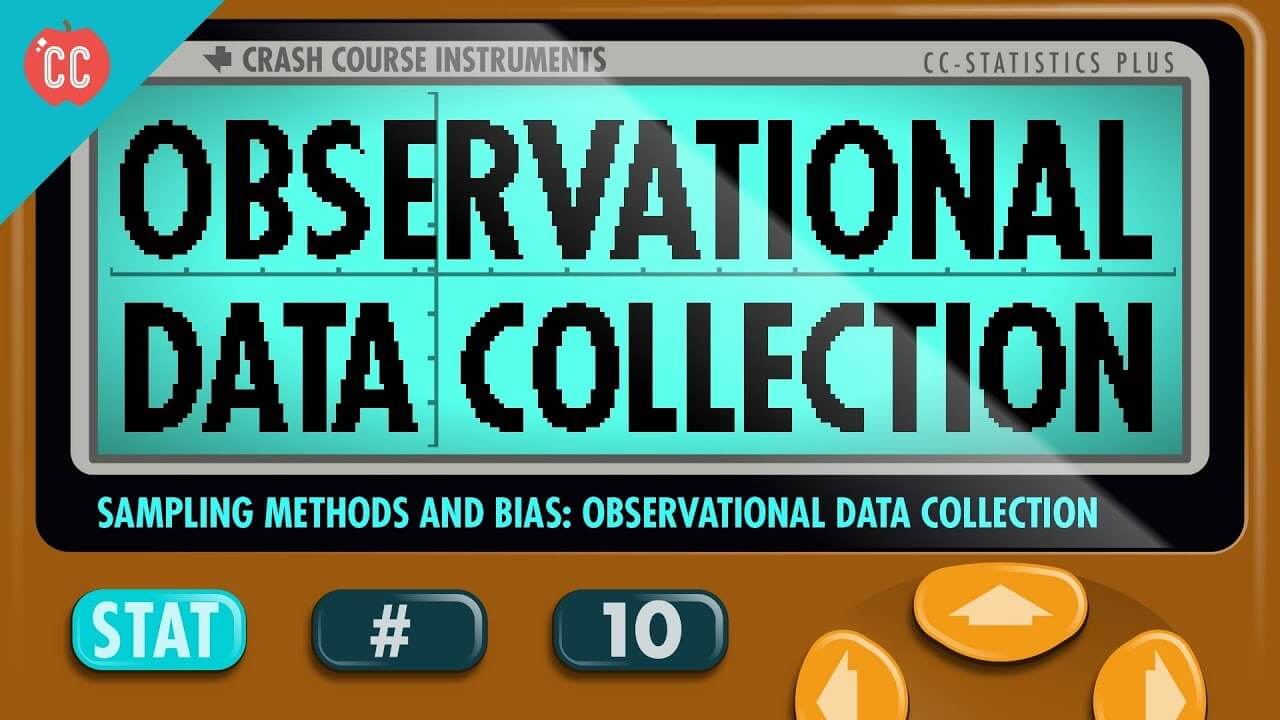 CC
CRASH COURSE INSTRUMENTS
CC-STATISTICS PLUS
OBSERVATIONAL
DATA COLLECTION
SAMPLING METHODS AND BIAS: OBSERVATIONAL DATA COLLECTION
STAT
#
10